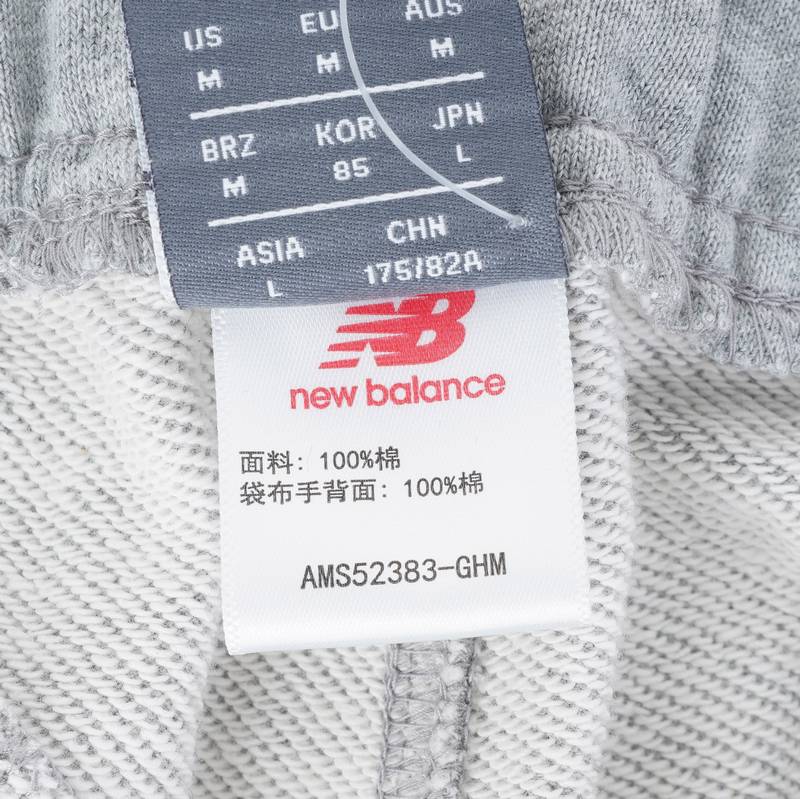 US EU AUS
M M M
BRZ KOR JPN
M 85 L
ASIA CHN
L 175/82A
NB
new balance
面料: 100%棉
袋布手背面: 100%棉
AMS52383-GHM